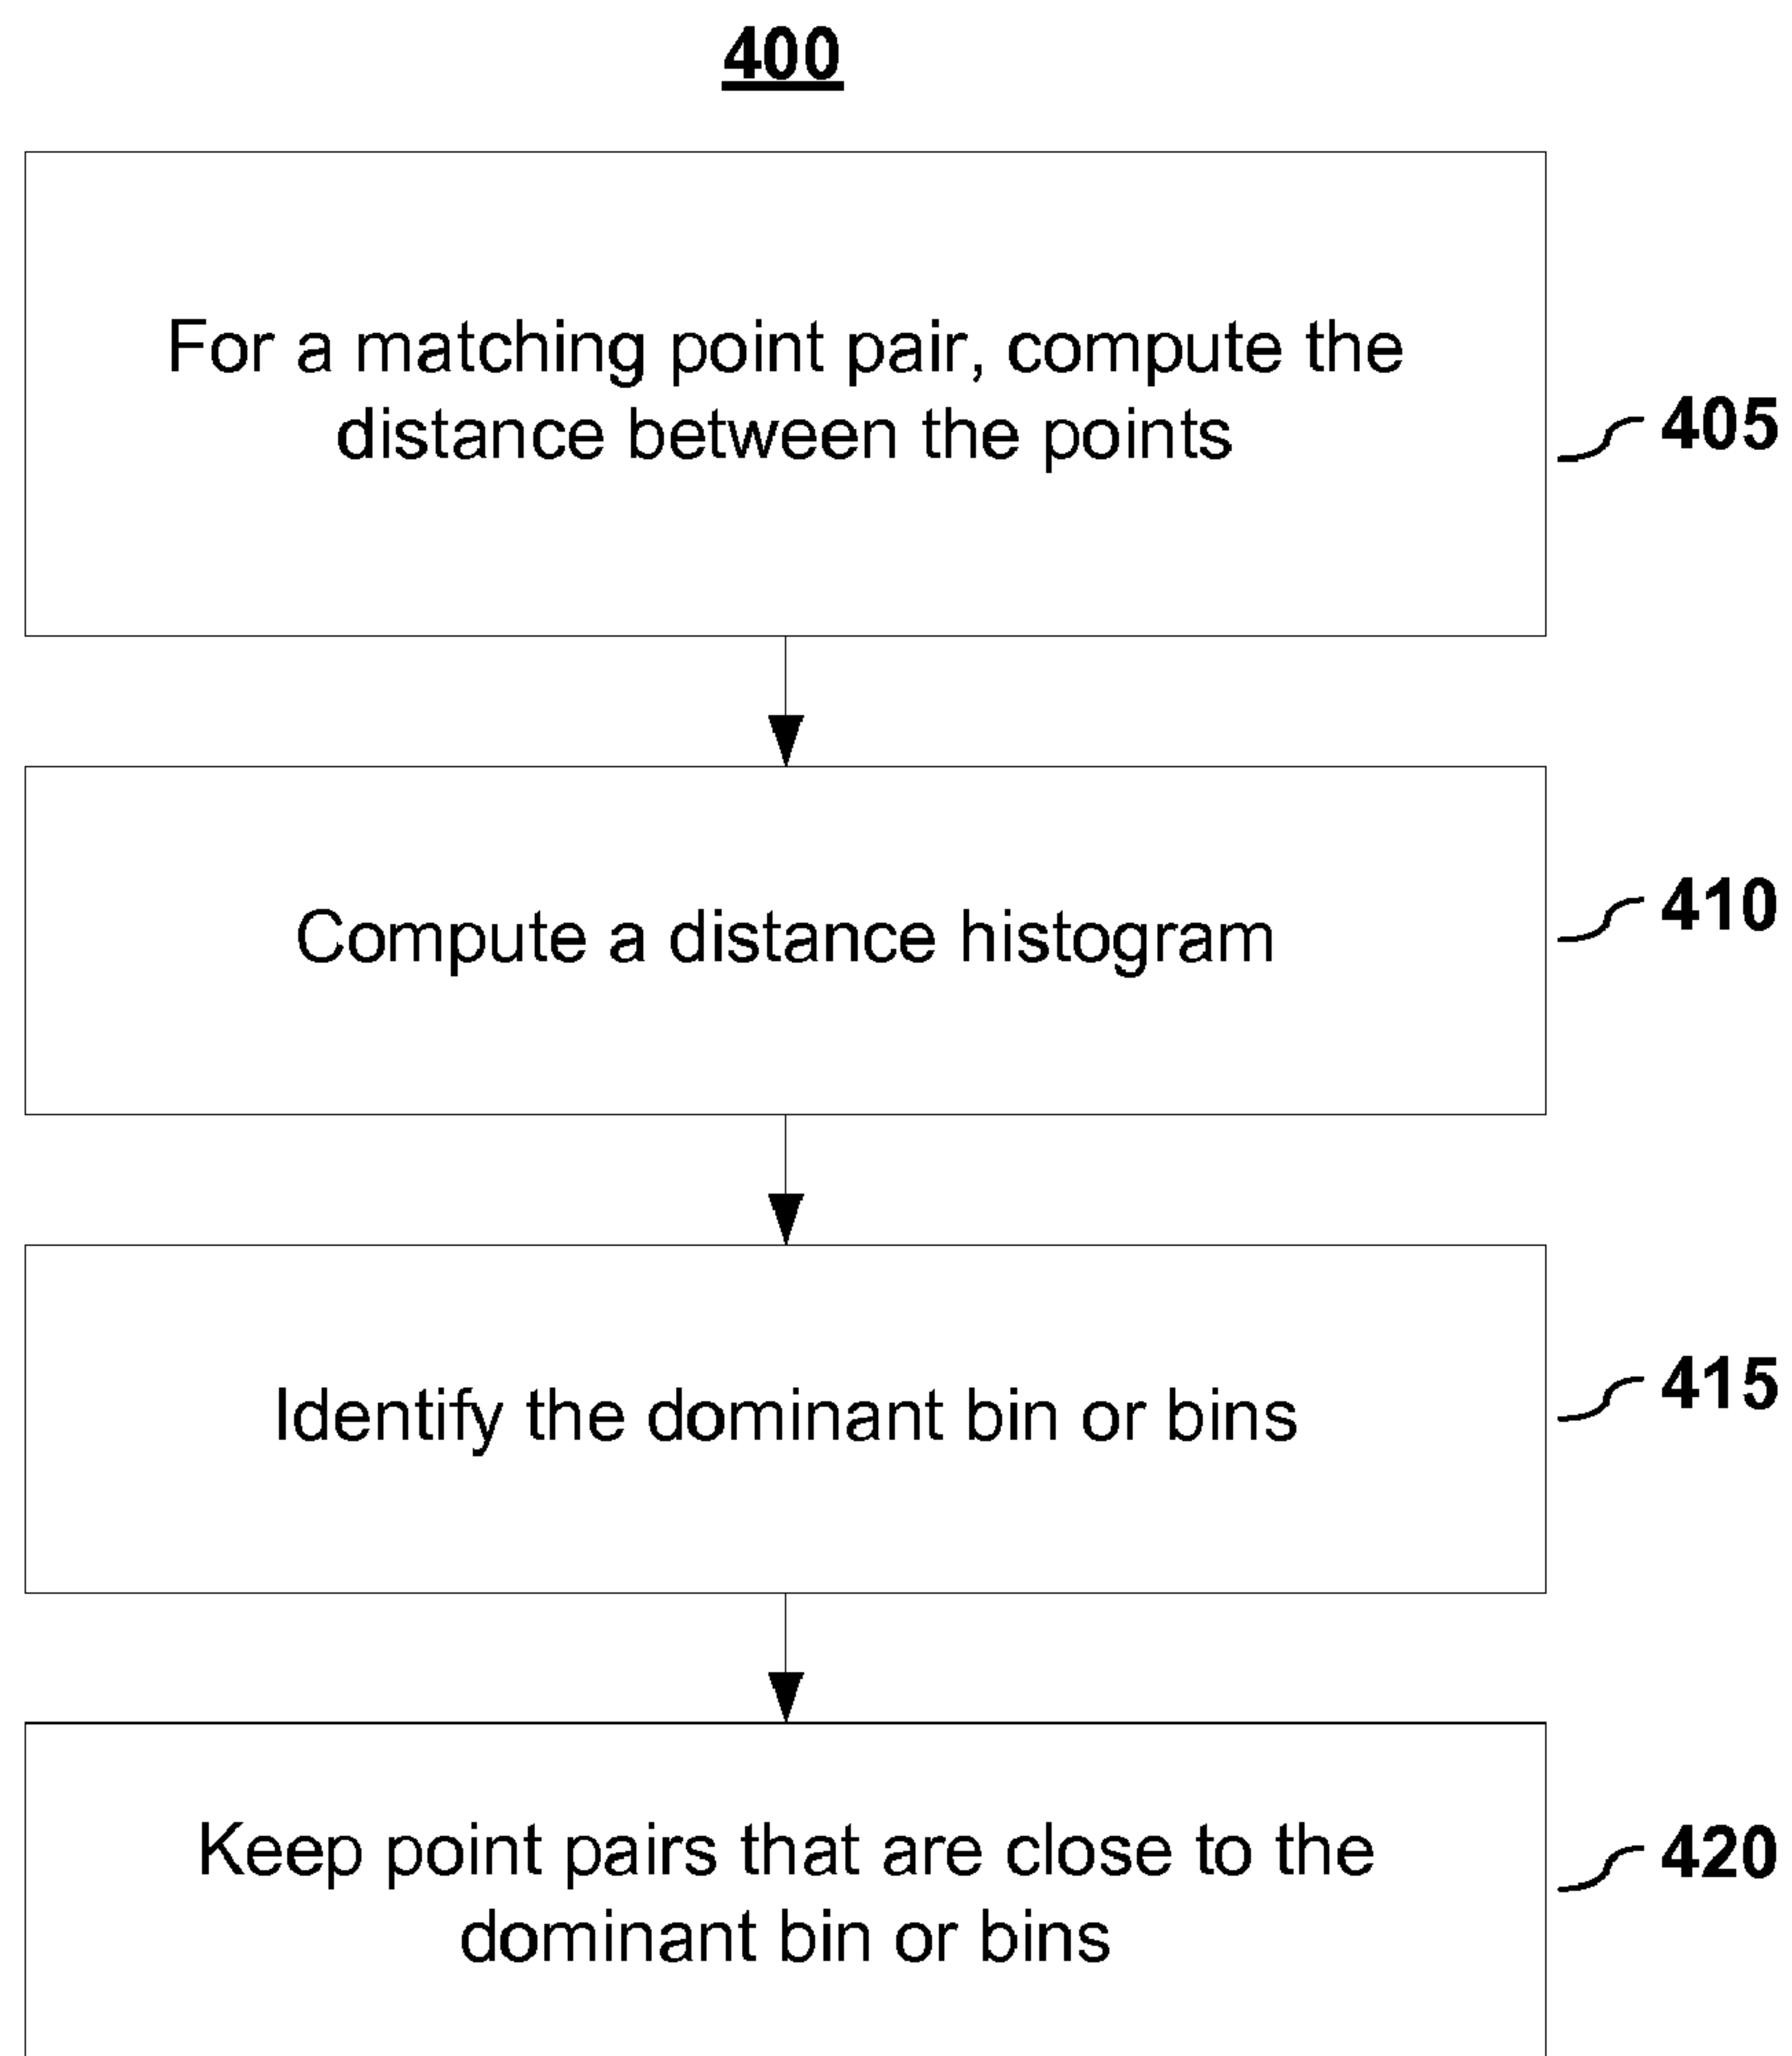 400
For a matching point pair, compute the
distance between the points
405
Compute a distance histogram
410
Identify the dominant bin or bins
415
Keep point pairs that are close to the
dominant bin or bins
420